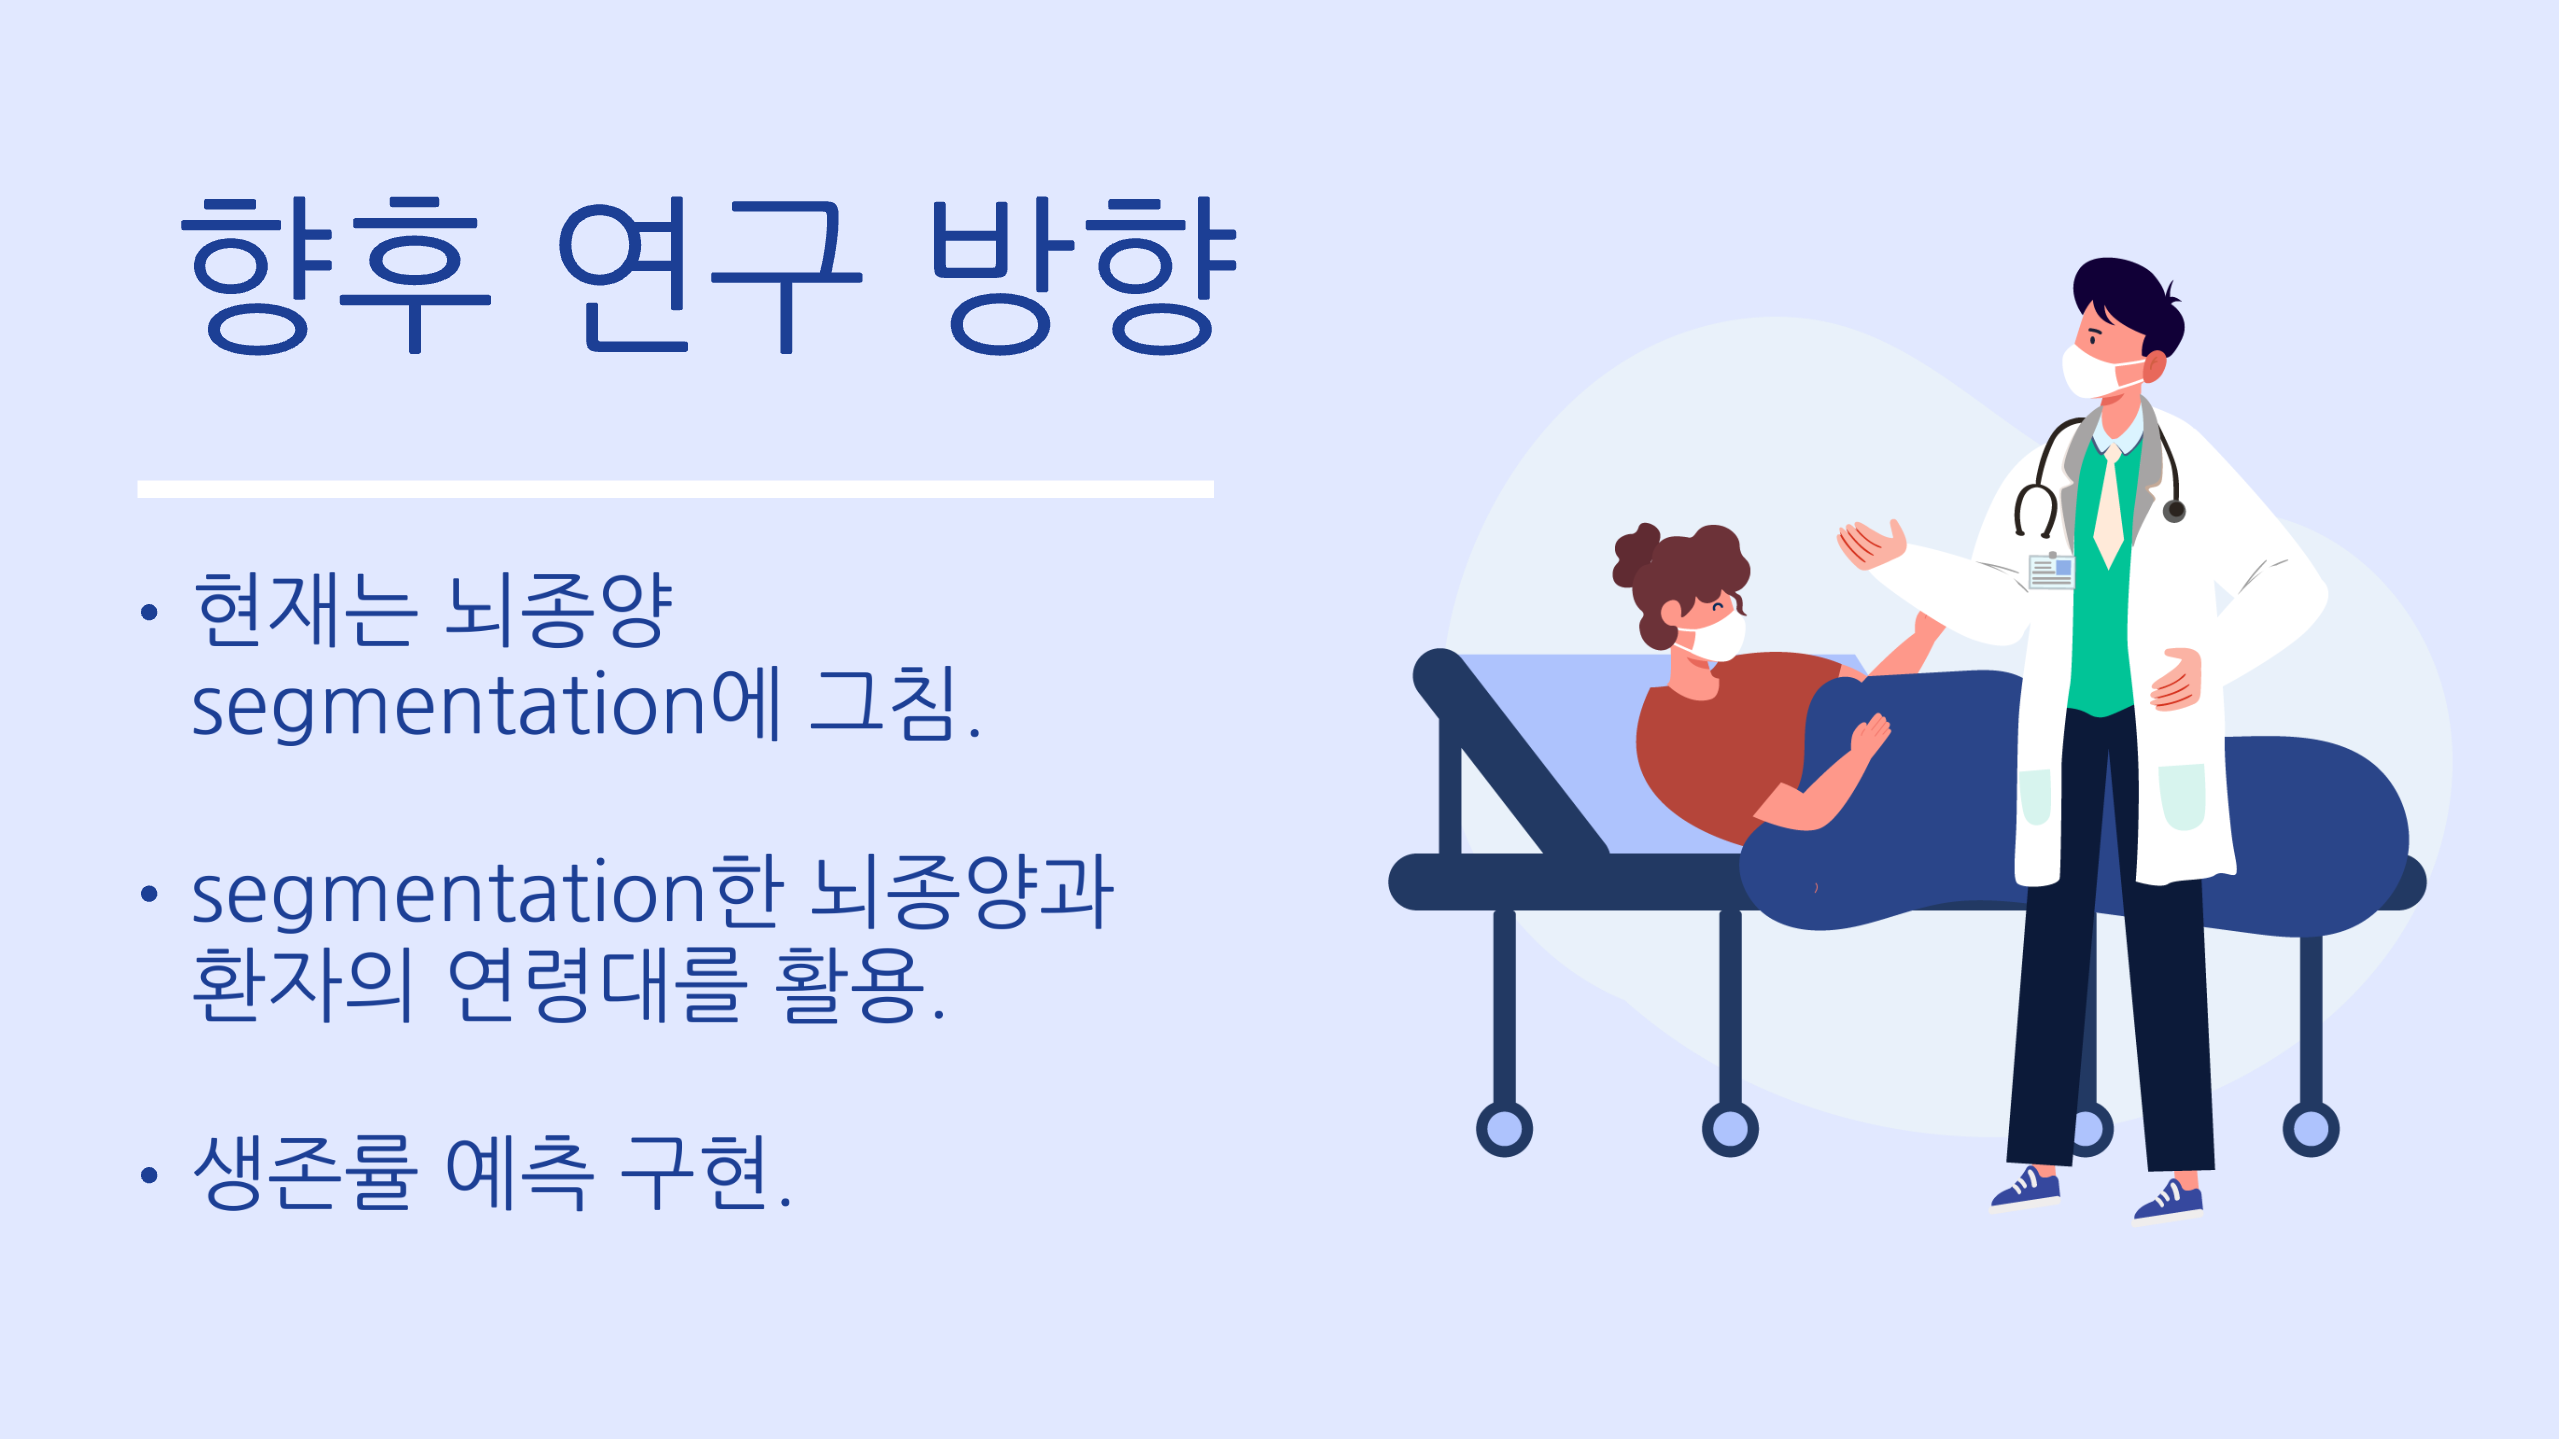 향후 연구 방향
• 현재는 뇌종양
segmentation에 그침.
• segmentation한 뇌종양과
환자의 연령대를 활용.
• 생존률 예측 구현.